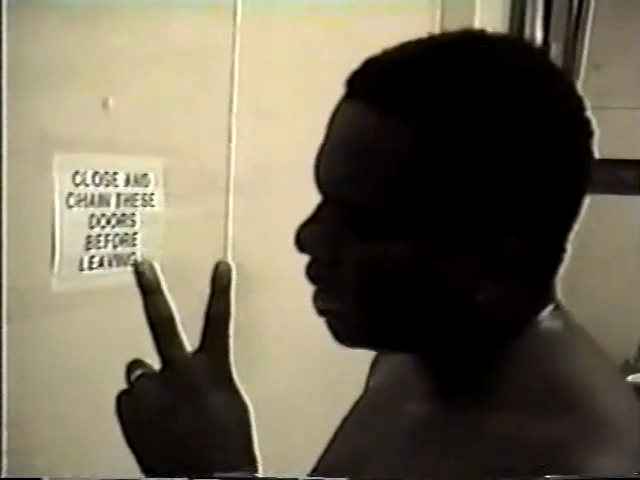 CLOSE AND
CHAIN THESE
DOORS
BEFORE
LEAVING